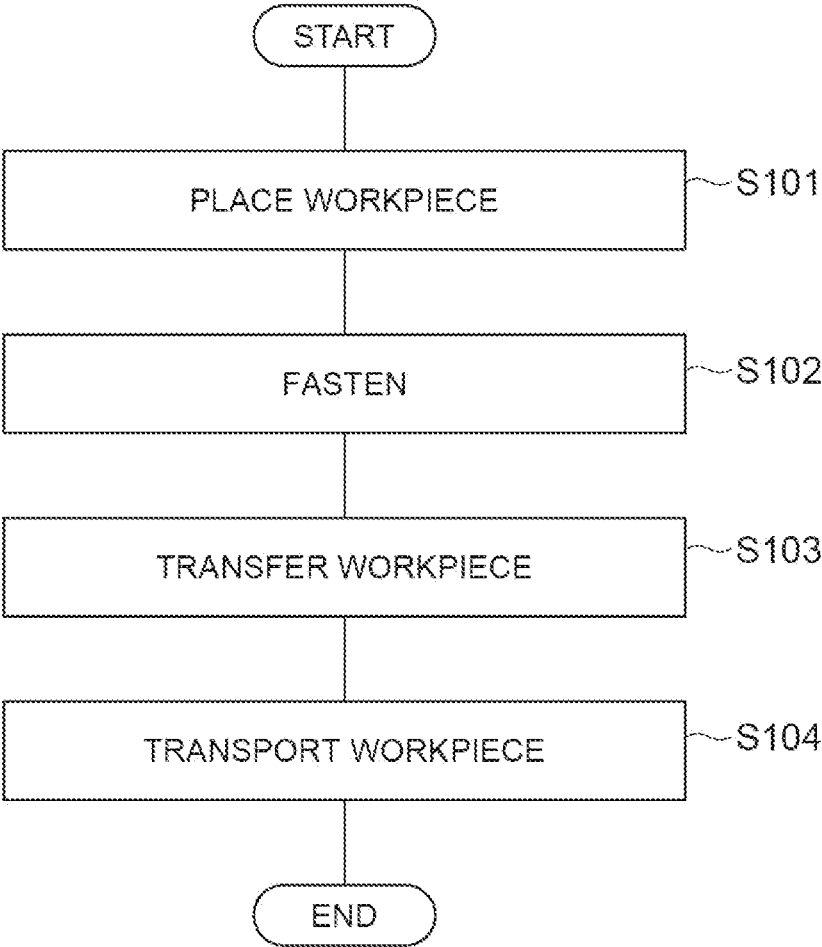 START
PLACE WORKPIECE
S101
FASTEN
S102
TRANSFER WORKPIECE
S103
TRANSPORT WORKPIECE
S104
END